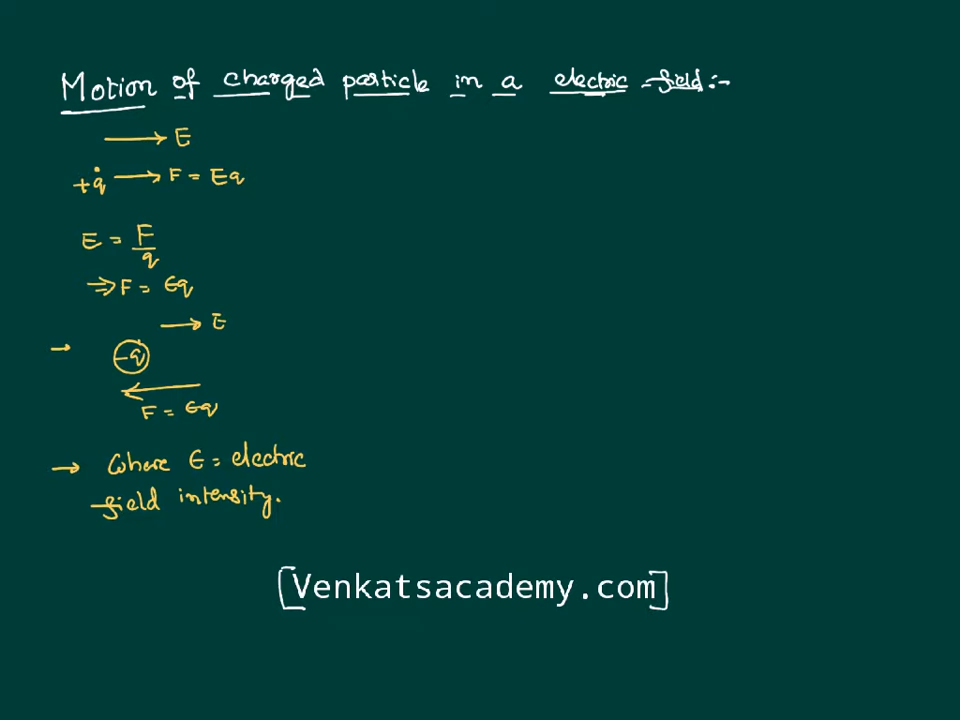 Motion of charged particle in a electric field :-
→ E
+q → F = Eq
E = F/q
⇒ F = Eq
→ E
→ -q
F = Eq
→ Where E = electric
field intensity.
[Venkatsacademy.com]